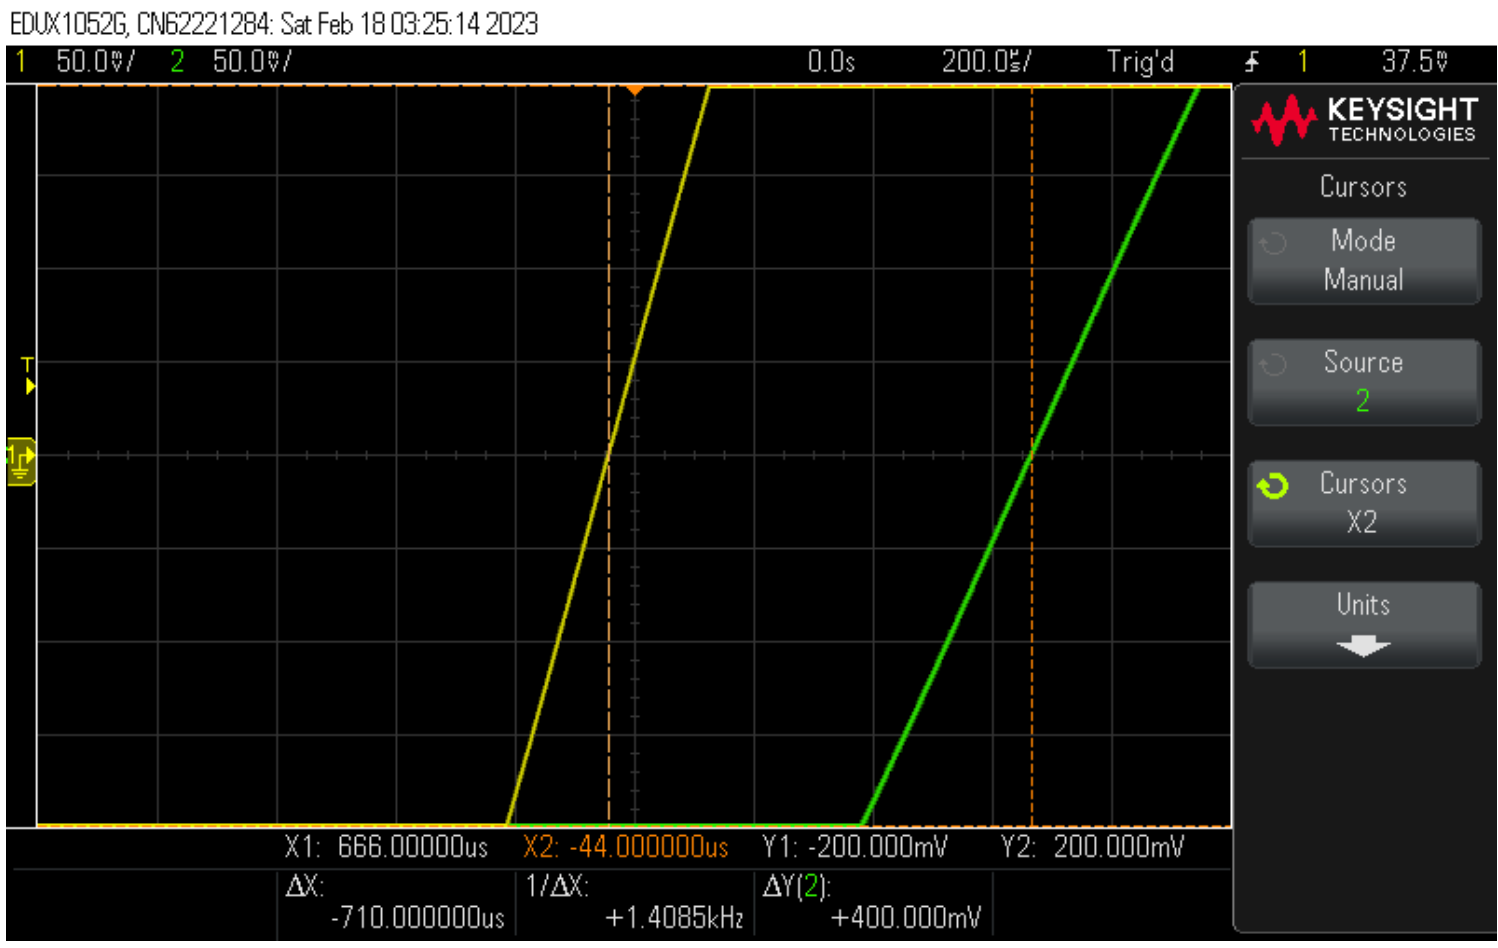 EDUX1052G, CN62221284: Sat Feb 18 03:25:14 2023
1 50.0V/ 2 50.0V/ 0.0s 200.0s/ Trig'd 1 37.5V
KEYSIGHT
TECHNOLOGIES
Cursors
Mode
Manual
Source
2
Cursors
X2
Units
T
1
X1: 666.00000us X2: -44.000000us Y1: -200.000mV Y2: 200.000mV
ΔX: 1/ΔX: ΔY(2):
-710.000000us +1.4085kHz +400.000mV